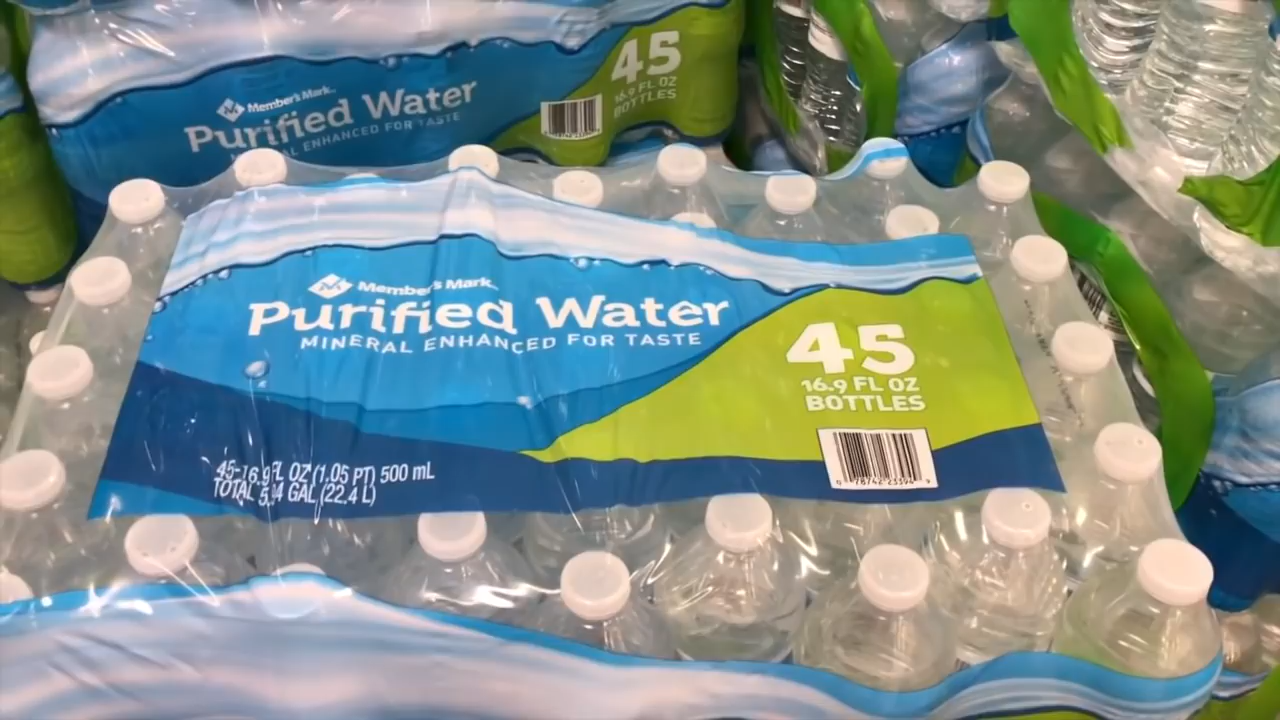 Member's Mark
Purified Water
MINERAL ENHANCED FOR TASTE
45
16.9 FL OZ
BOTTLES
Member's Mark
Purified Water
MINERAL ENHANCED FOR TASTE
45
16.9 FL OZ
BOTTLES
45-16.9 FL OZ (1.05 PT) 500 mL
TOTAL 5.94 GAL (22.4 L)